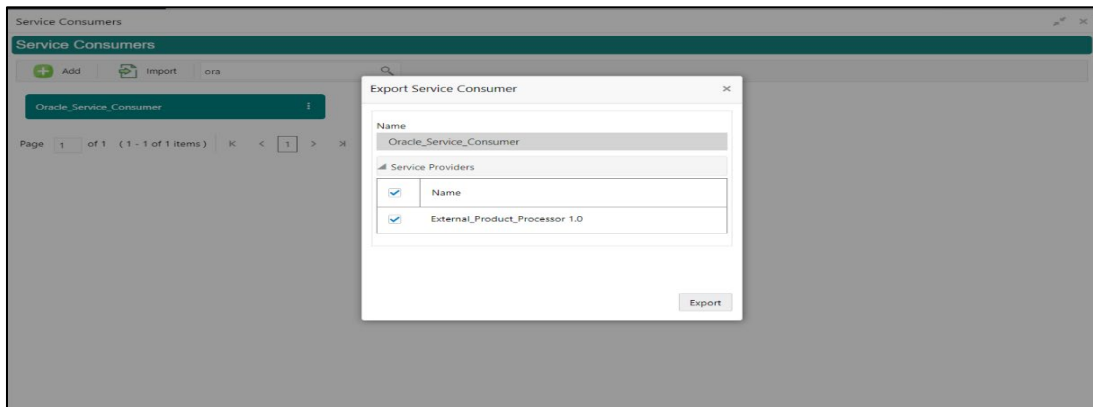 Service Consumers
Service Consumers
Add Import ora
Oracle_Service_Consumer
Page 1 of 1 (1 - 1 of 1 items) K < 1 > ꓘ
Export Service Consumer ×
Name
Oracle_Service_Consumer
Service Providers
Name
External_Product_Processor 1.0
Export